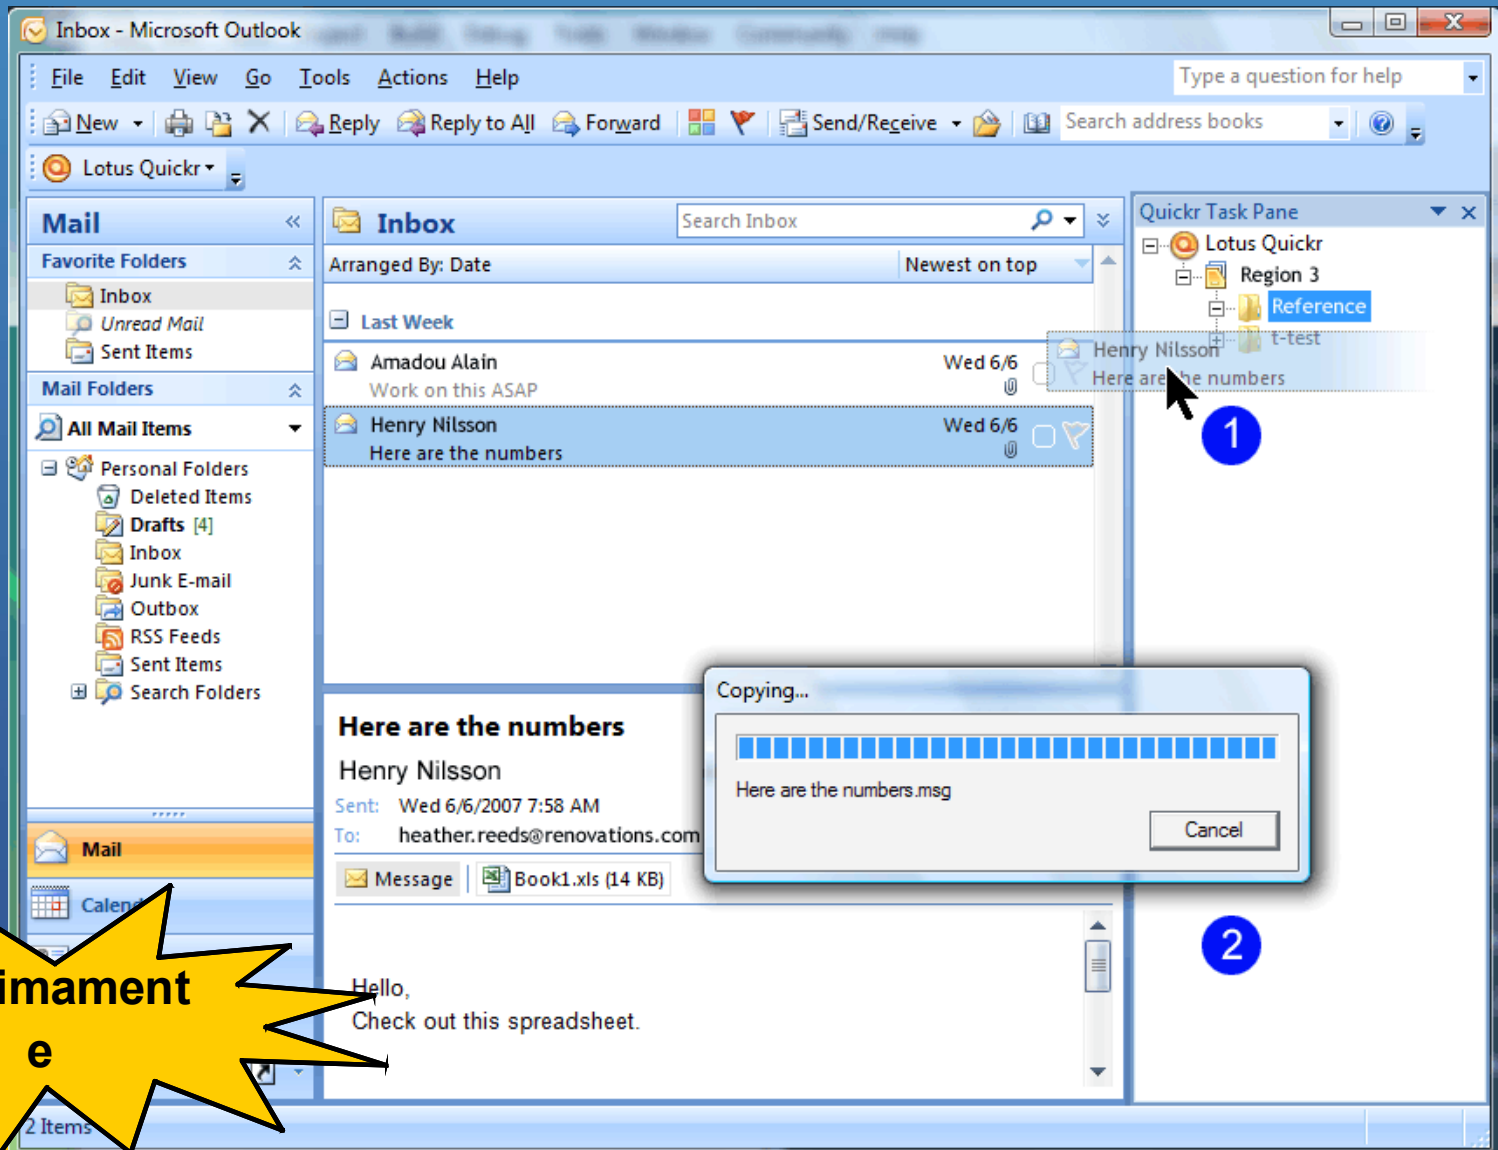 Inbox - Microsoft Outlook
File Edit View Go Tools Actions Help
Type a question for help
New Reply Reply to All Forward Send/Receive Search address books
Lotus Quickr
Mail
Favorite Folders
Inbox
Unread Mail
Sent Items
Mail Folders
All Mail Items
Personal Folders
Deleted Items
Drafts [4]
Inbox
Junk E-mail
Outbox
RSS Feeds
Sent Items
Search Folders
Mail
Inbox
Search Inbox
Arranged By: Date
Newest on top
Last Week
Amadou Alain Wed 6/6
Work on this ASAP
Henry Nilsson Wed 6/6
Here are the numbers
Quickr Task Pane
Lotus Quickr
Region 3
Reference
t-test
Henry Nilsson
Here are the numbers
1
Here are the numbers
Henry Nilsson
Sent: Wed 6/6/2007 7:58 AM
To: heather.reeds@renovations.com
Message Book1.xls (14 KB)
Hello,
Check out this spreadsheet.
Copying...
Here are the numbers.msg
Cancel
2
imament
e
2 Items